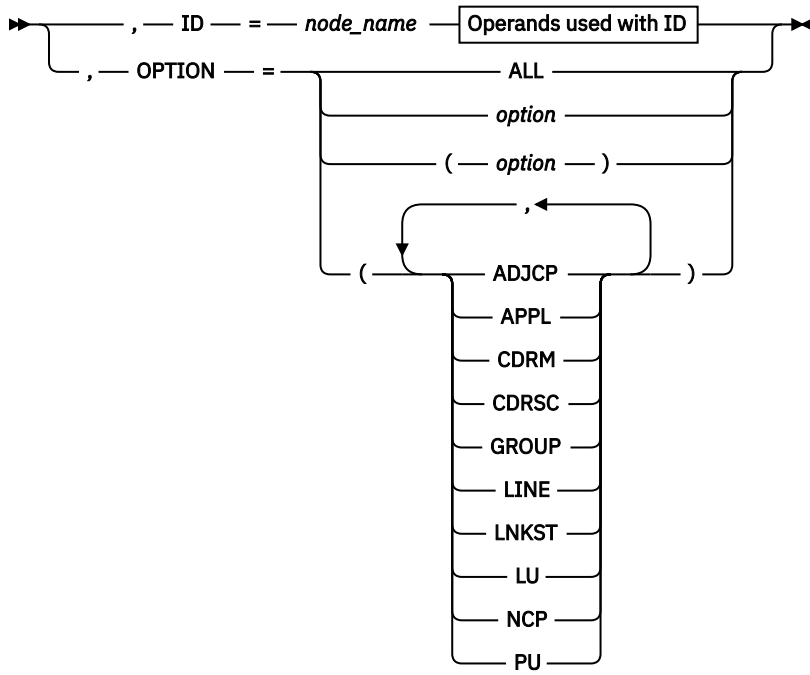 , ID = node_name Operands used with ID
, OPTION = ALL
option
( option )
,
( ADJCP )
APPL
CDRM
CDRSC
GROUP
LINE
LNKST
LU
NCP
PU